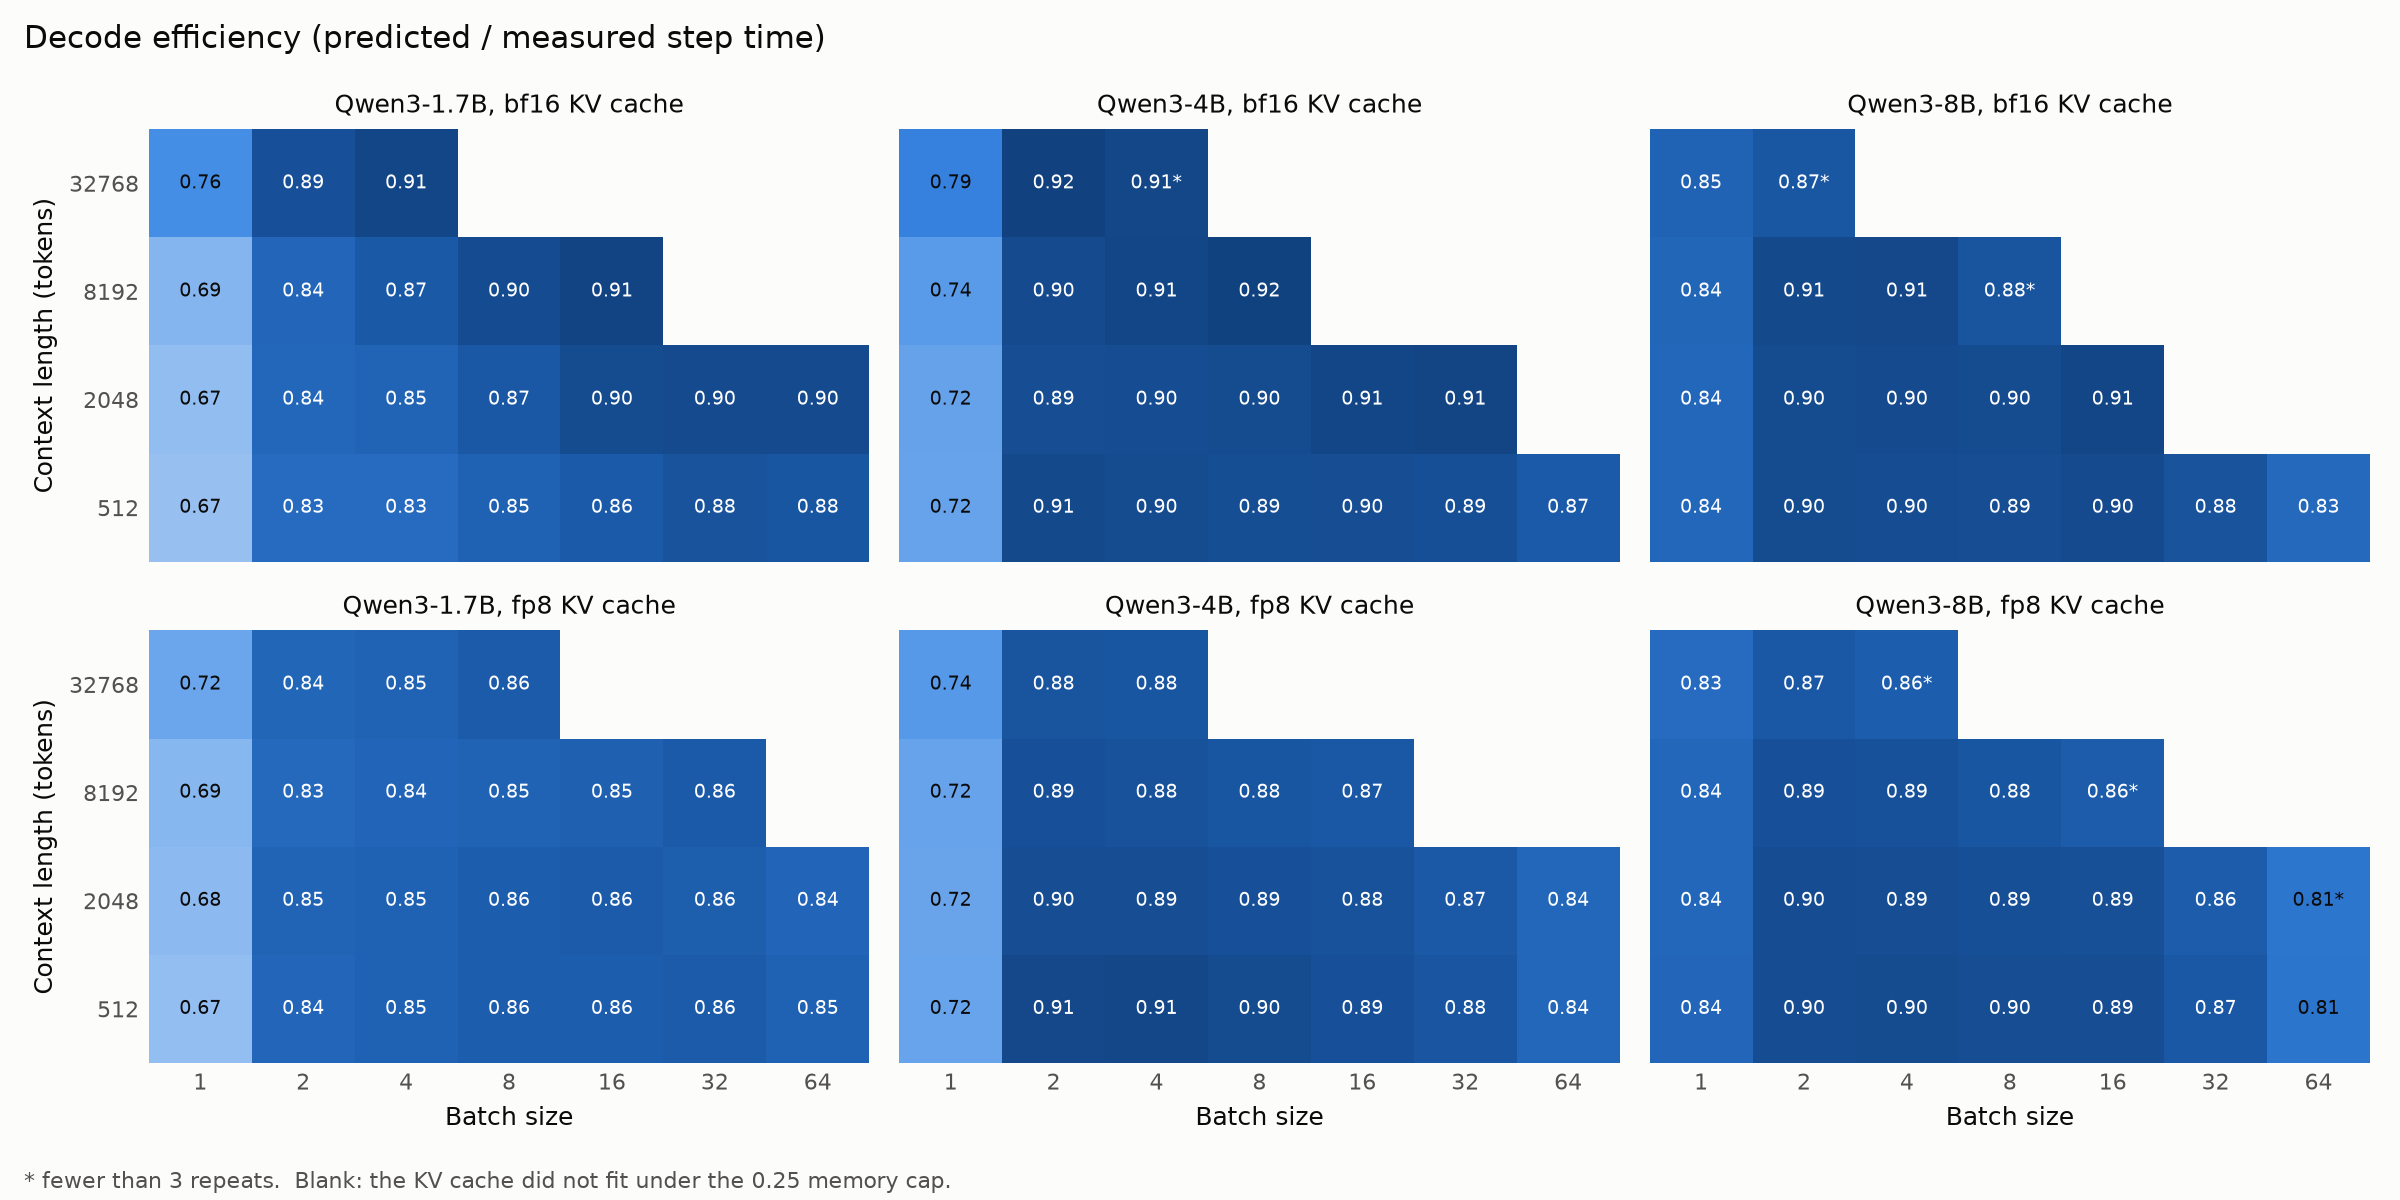 Decode efficiency (predicted / measured step time)
Qwen3-1.7B, bf16 KV cache
Qwen3-4B, bf16 KV cache
Qwen3-8B, bf16 KV cache
Context length (tokens)
32768 0.76 0.89 0.91 0.79 0.92 0.91* 0.85 0.87*
8192 0.69 0.84 0.87 0.90 0.91 0.74 0.90 0.91 0.92 0.84 0.91 0.91 0.88*
2048 0.67 0.84 0.85 0.87 0.90 0.90 0.90 0.72 0.89 0.90 0.90 0.91 0.91 0.84 0.90 0.90 0.90 0.91
512 0.67 0.83 0.83 0.85 0.86 0.88 0.88 0.72 0.91 0.90 0.89 0.90 0.89 0.87 0.84 0.90 0.90 0.89 0.90 0.88 0.83
Qwen3-1.7B, fp8 KV cache
Qwen3-4B, fp8 KV cache
Qwen3-8B, fp8 KV cache
Context length (tokens)
32768 0.72 0.84 0.85 0.86 0.74 0.88 0.88 0.83 0.87 0.86*
8192 0.69 0.83 0.84 0.85 0.85 0.86 0.72 0.89 0.88 0.88 0.87 0.84 0.89 0.89 0.88 0.86*
2048 0.68 0.85 0.85 0.86 0.86 0.86 0.84 0.72 0.90 0.89 0.89 0.88 0.87 0.84 0.84 0.90 0.89 0.89 0.89 0.86 0.81*
512 0.67 0.84 0.85 0.86 0.86 0.86 0.85 0.72 0.91 0.91 0.90 0.89 0.88 0.84 0.84 0.90 0.90 0.90 0.89 0.87 0.81
1 2 4 8 16 32 64 1 2 4 8 16 32 64 1 2 4 8 16 32 64
Batch size
Batch size
Batch size
* fewer than 3 repeats.  Blank: the KV cache did not fit under the 0.25 memory cap.